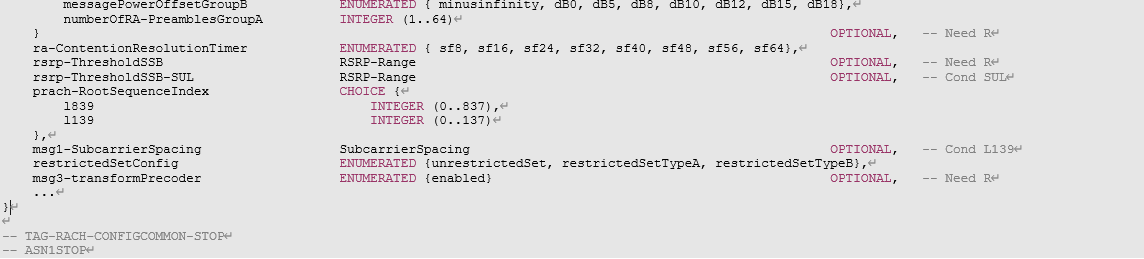 messagePowerOffsetGroupB ENUMERATED { minusinfinity, dB0, dB5, dB8, dB10, dB12, dB15, dB18},
numberOfRA-PreamblesGroupA INTEGER (1..64)
} OPTIONAL, -- Need R
ra-ContentionResolutionTimer ENUMERATED { sf8, sf16, sf24, sf32, sf40, sf48, sf56, sf64},
rsrp-ThresholdSSB RSRP-Range OPTIONAL, -- Need R
rsrp-ThresholdSSB-SUL RSRP-Range OPTIONAL, -- Cond SUL
prach-RootSequenceIndex CHOICE {
l839 INTEGER (0..837),
l139 INTEGER (0..137)
},
msg1-SubcarrierSpacing SubcarrierSpacing OPTIONAL, -- Cond L139
restrictedSetConfig ENUMERATED {unrestrictedSet, restrictedSetTypeA, restrictedSetTypeB},
msg3-transformPrecoder ENUMERATED {enabled} OPTIONAL, -- Need R
...
}
-- TAG-RACH-CONFIGCOMMON-STOP
-- ASN1STOP